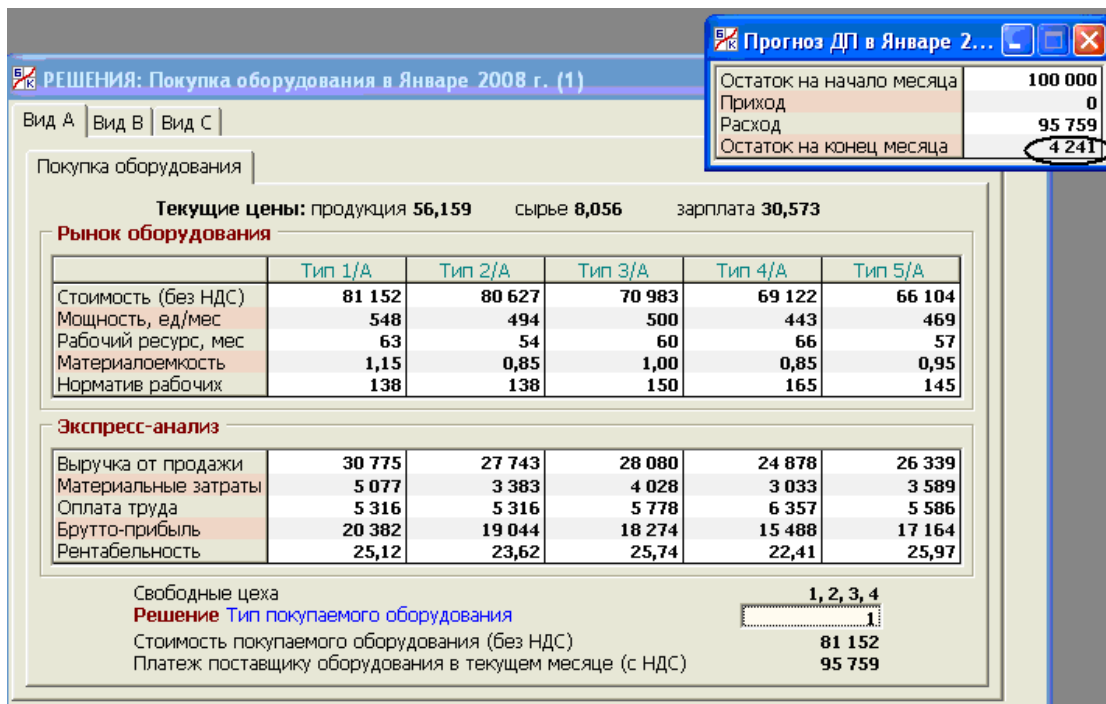 Прогноз ДП в Январе 2...
Остаток на начало месяца 100 000
Приход 0
Расход 95 759
Остаток на конец месяца 4 241
РЕШЕНИЯ: Покупка оборудования в Январе 2008 г. (1)
Вид A Вид B Вид C
Покупка оборудования
Текущие цены: продукция 56,159 сырье 8,056 зарплата 30,573
Рынок оборудования
Тип 1/А Тип 2/А Тип 3/А Тип 4/А Тип 5/А
Стоимость (без НДС) 81 152 80 627 70 983 69 122 66 104
Мощность, ед/мес 548 494 500 443 469
Рабочий ресурс, мес 63 54 60 66 57
Материалоемкость 1,15 0,85 1,00 0,85 0,95
Норматив рабочих 138 138 150 165 145
Экспресс-анализ
Выручка от продажи 30 775 27 743 28 080 24 878 26 339
Материальные затраты 5 077 3 383 4 028 3 033 3 589
Оплата труда 5 316 5 316 5 778 6 357 5 586
Брутто-прибыль 20 382 19 044 18 274 15 488 17 164
Рентабельность 25,12 23,62 25,74 22,41 25,97
Свободные цеха 1, 2, 3, 4
Решение Тип покупаемого оборудования 1
Стоимость покупаемого оборудования (без НДС) 81 152
Платеж поставщику оборудования в текущем месяце (с НДС) 95 759